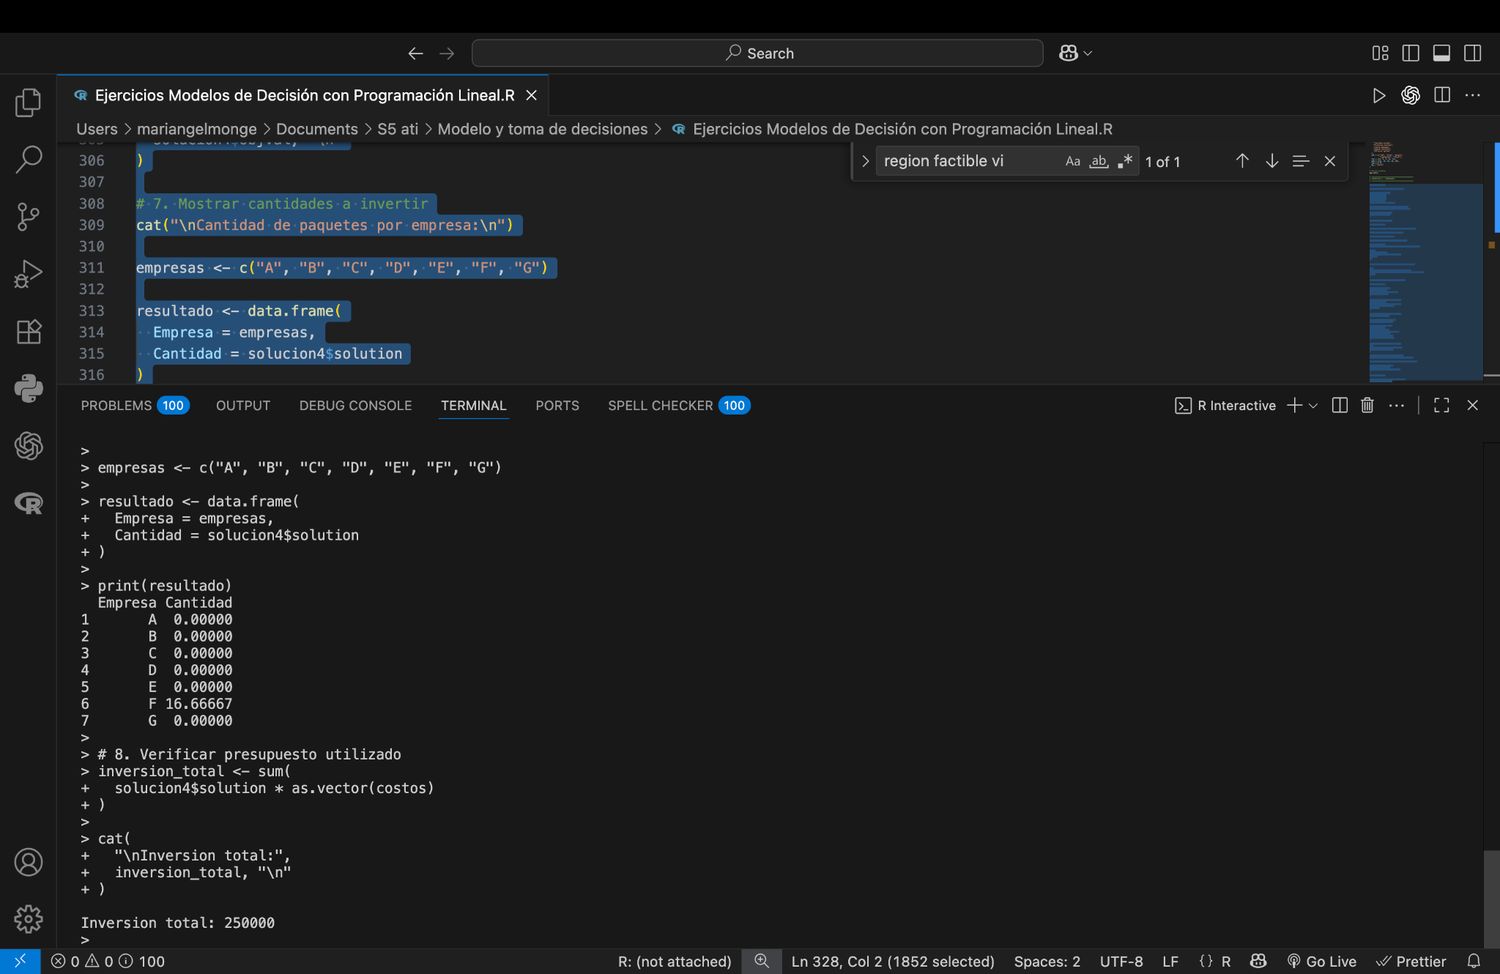 Search
Ejercicios Modelos de Decisión con Programación Lineal.R
Users > mariangelmonge > Documents > S5 ati > Modelo y toma de decisiones > Ejercicios Modelos de Decisión con Programación Lineal.R
region factible vi Aa ab 1 of 1
306 )
307
308 # 7. Mostrar cantidades a invertir
309 cat("\nCantidad de paquetes por empresa:\n")
310
311 empresas <- c("A", "B", "C", "D", "E", "F", "G")
312
313 resultado <- data.frame(
314 Empresa = empresas,
315 Cantidad = solucion4$solution
316 )
PROBLEMS 100 OUTPUT DEBUG CONSOLE TERMINAL PORTS SPELL CHECKER 100 R Interactive
>
> empresas <- c("A", "B", "C", "D", "E", "F", "G")
>
> resultado <- data.frame(
+ Empresa = empresas,
+ Cantidad = solucion4$solution
+ )
>
> print(resultado)
Empresa Cantidad
1 A 0.00000
2 B 0.00000
3 C 0.00000
4 D 0.00000
5 E 0.00000
6 F 16.66667
7 G 0.00000
>
> # 8. Verificar presupuesto utilizado
> inversion_total <- sum(
+ solucion4$solution * as.vector(costos)
+ )
>
> cat(
+ "\nInversion total:",
+ inversion_total, "\n"
+ )
Inversion total: 250000
>
0 0 100 R: (not attached) Ln 328, Col 2 (1852 selected) Spaces: 2 UTF-8 LF {} R Go Live Prettier